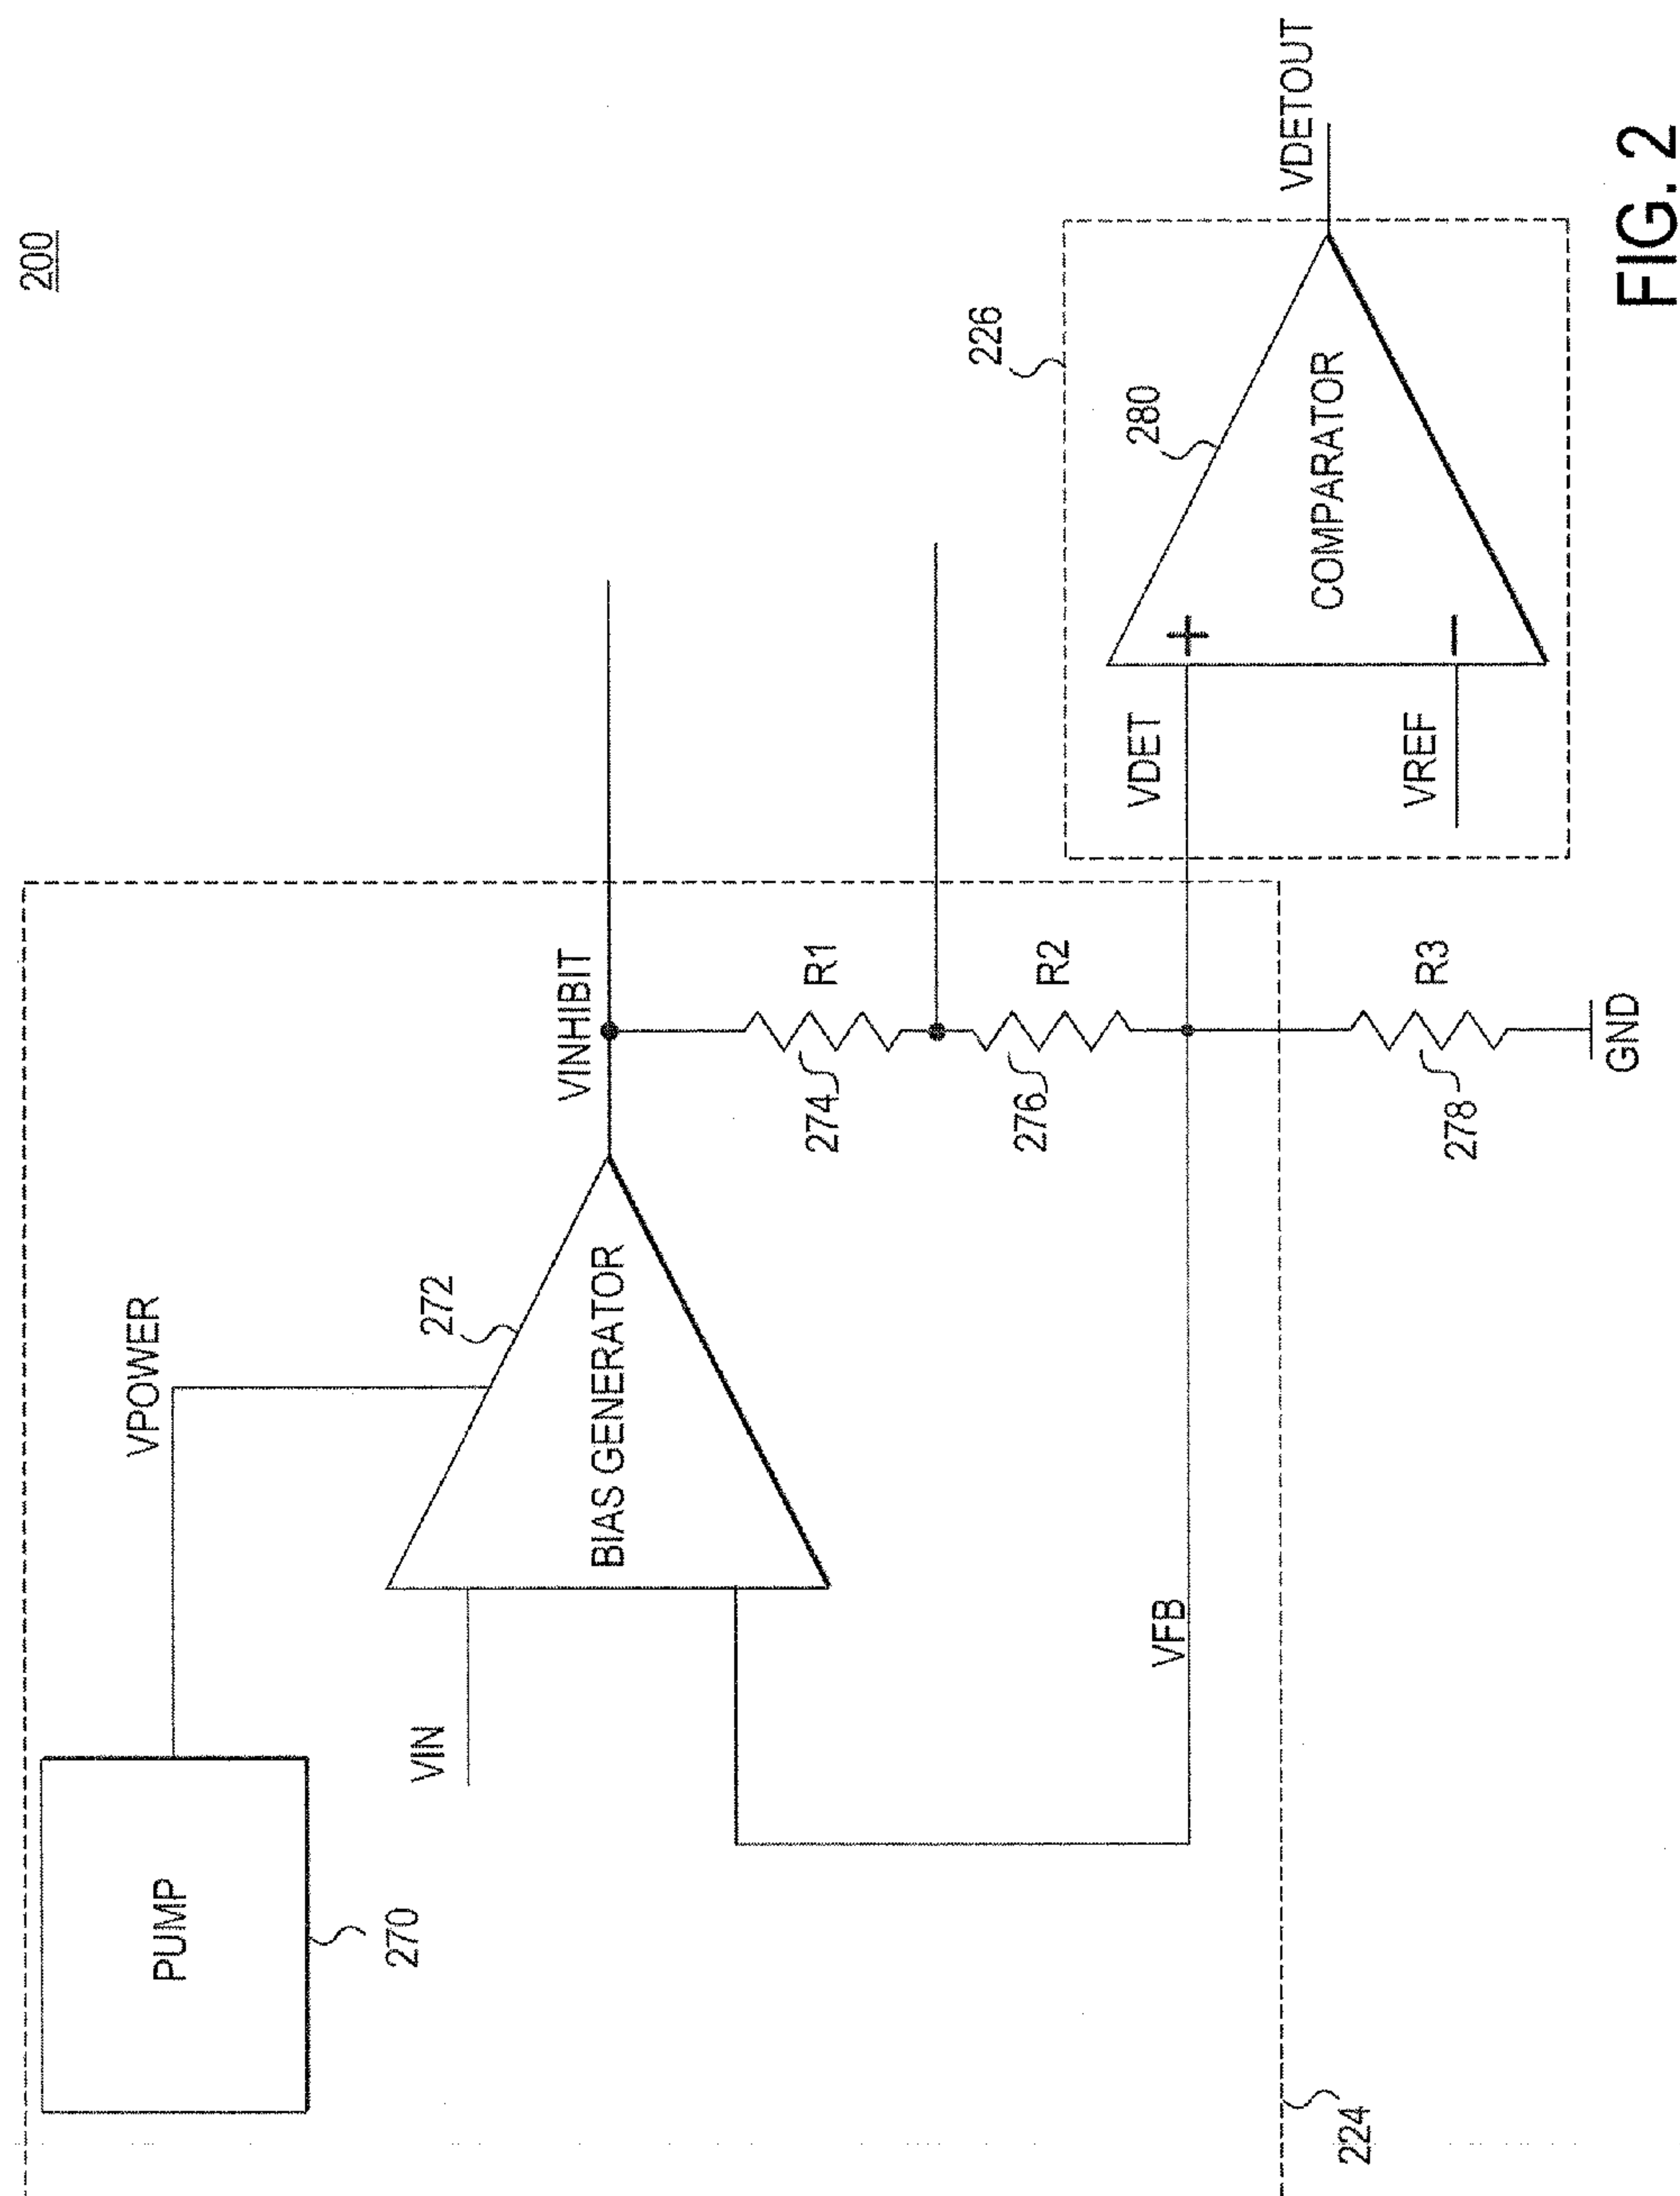 200
PUMP
270
VPOWER
VIN
272
BIAS GENERATOR
VINHIBIT
274
R1
276
R2
VFB
278
R3
GND
224
226
280
VDET
+
COMPARATOR
VREF
−
VDETOUT
FIG. 2